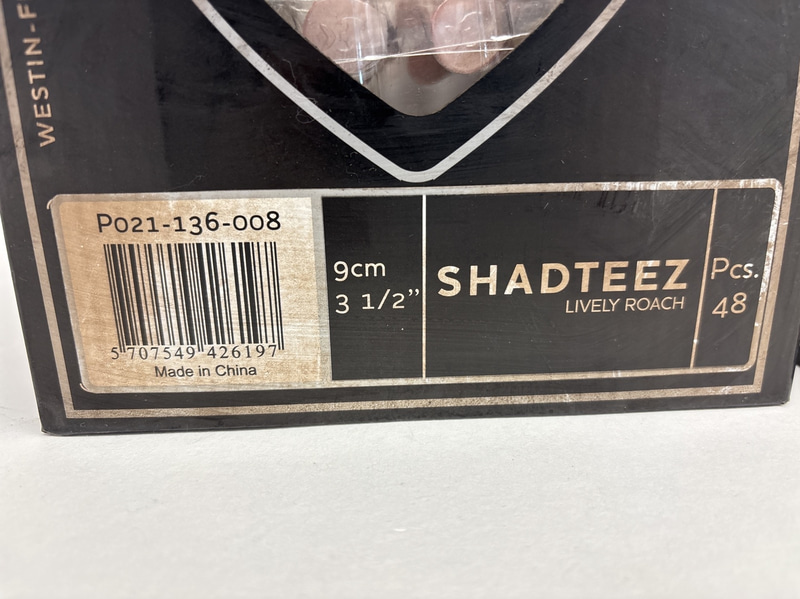 WESTIN-F
P021-136-008
5 707549 426197
Made in China
9cm
3 1/2”
SHADTEEZ
LIVELY ROACH
Pcs.
48